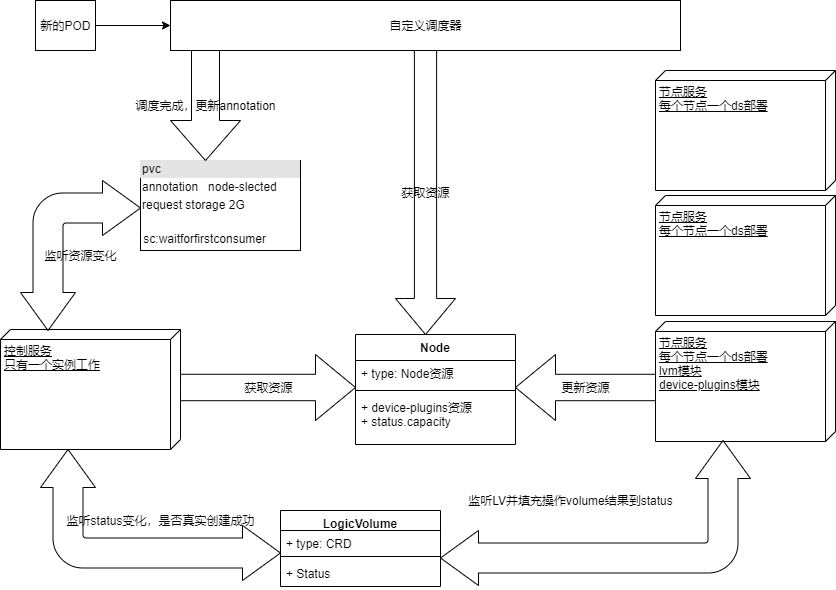 新的POD
自定义调度器
调度完成，更新annotation
节点服务
每个节点一个ds部署
pvc
annotation node-slected
request storage 2G
sc:waitforfirstconsumer
获取资源
节点服务
每个节点一个ds部署
监听资源变化
控制服务
只有一个实例工作
获取资源
Node
+ type: Node资源
+ device-plugins资源
+ status.capacity
更新资源
节点服务
每个节点一个ds部署
lvm模块
device-plugins模块
监听status变化，是否真实创建成功
监听LV并填充操作volume结果到status
LogicVolume
+ type: CRD
+ Status